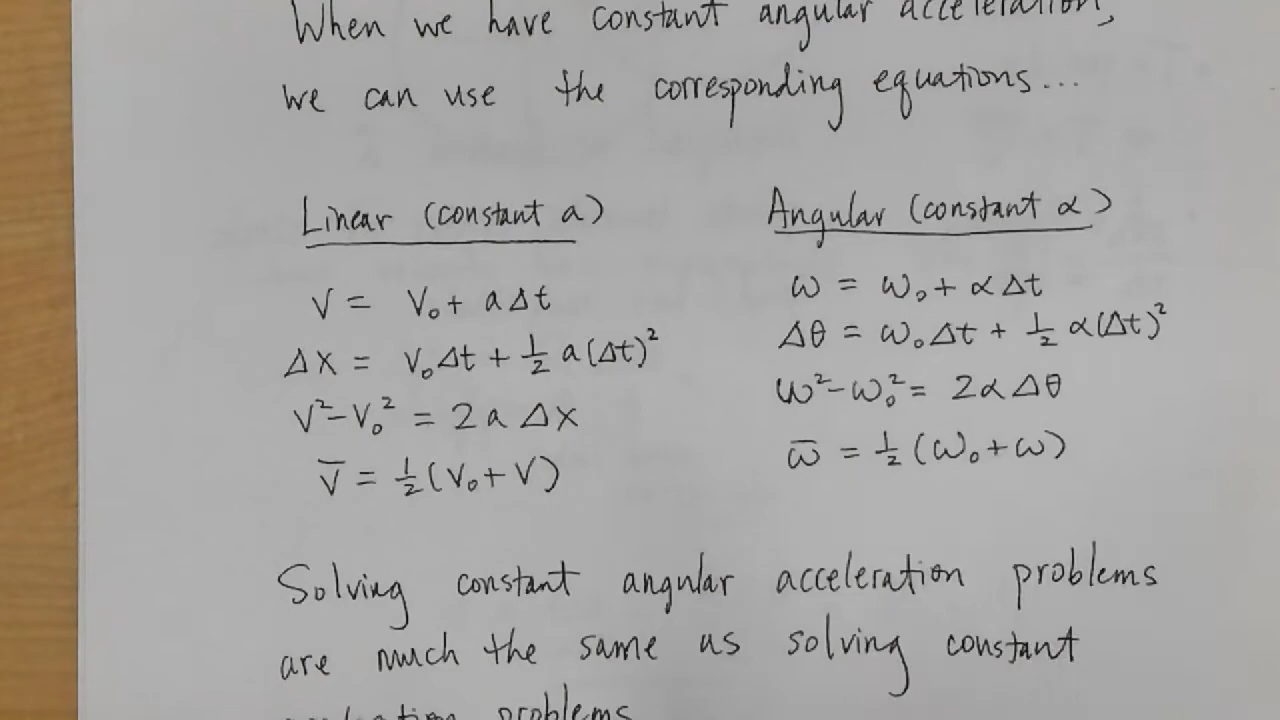 When we have constant angular acceleration,
we can use the corresponding equations...
Linear (constant a)
V = V₀ + aΔt
ΔX = V₀Δt + ½ a(Δt)²
V² - V₀² = 2aΔX
V̅ = ½(V₀ + V)
Angular (constant α)
ω = ω₀ + αΔt
Δθ = ω₀Δt + ½ α(Δt)²
ω² - ω₀² = 2αΔθ
ω̅ = ½(ω₀ + ω)
Solving constant angular acceleration problems
are much the same as solving constant
acceleration problems